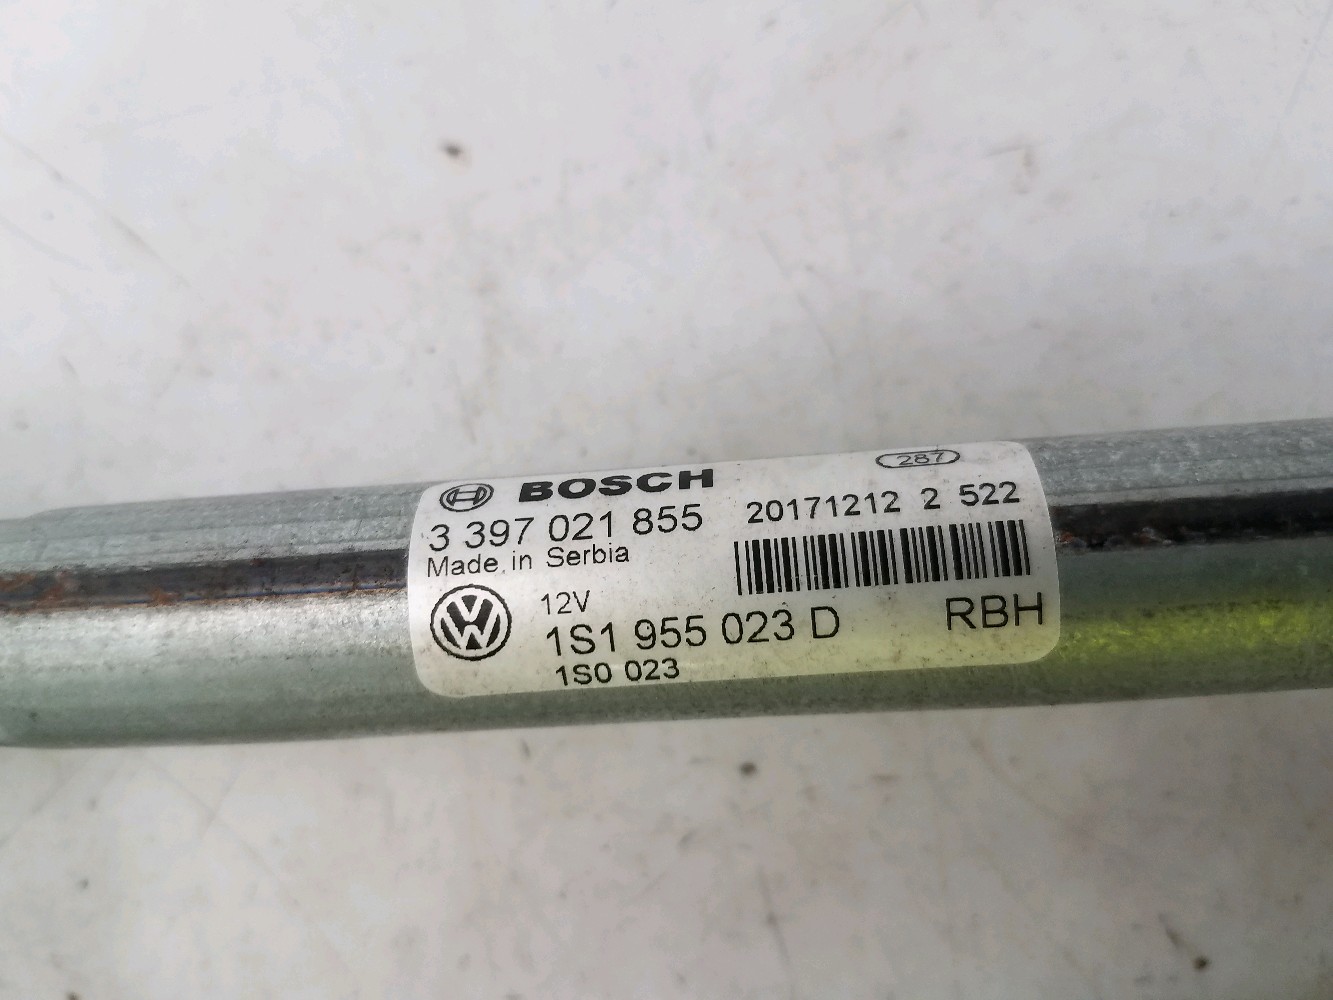 BOSCH
287
3 397 021 855
20171212 2 522
Made in Serbia
12V
1S1 955 023 D
RBH
1S0 023